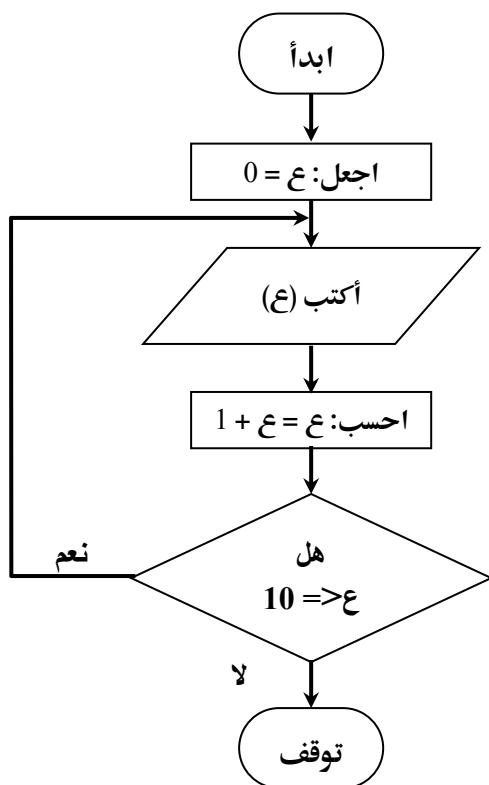 ابدأ
اجعل: ع = 0
أكتب (ع)
احسب: ع = ع + 1
هل
ع <= 10
نعم
لا
توقف